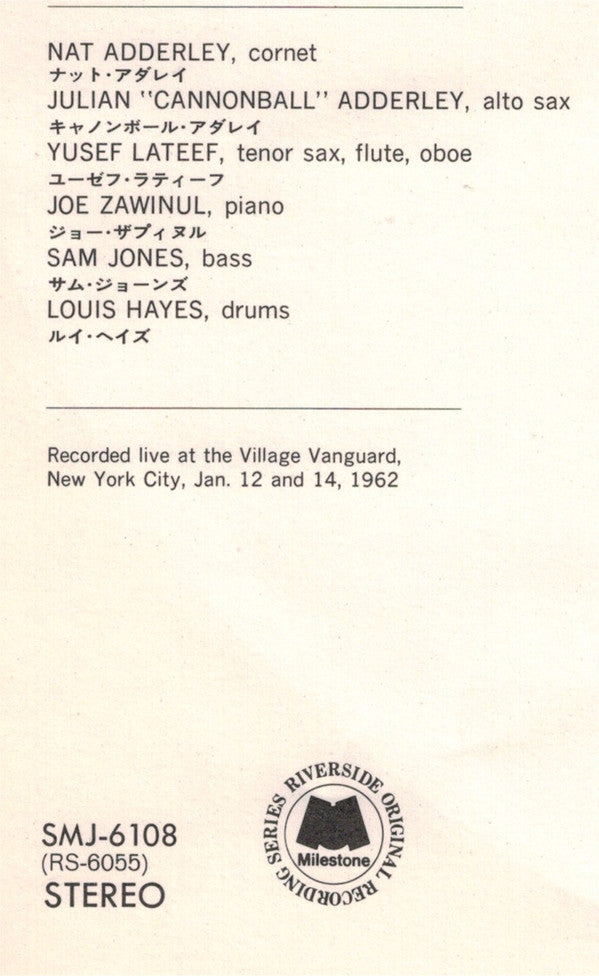 NAT ADDERLEY, cornet
ナット・アダレイ
JULIAN "CANNONBALL" ADDERLEY, alto sax
キャノンボール・アダレイ
YUSEF LATEEF, tenor sax, flute, oboe
ユーゼフ・ラティーフ
JOE ZAWINUL, piano
ジョー・ザプィヌル
SAM JONES, bass
サム・ジョーンズ
LOUIS HAYES, drums
ルイ・ヘイズ
Recorded live at the Village Vanguard,
New York City, Jan. 12 and 14, 1962
SMJ-6108
(RS-6055)
STEREO
RIVERSIDE ORIGINAL RECORDING SERIES
Milestone